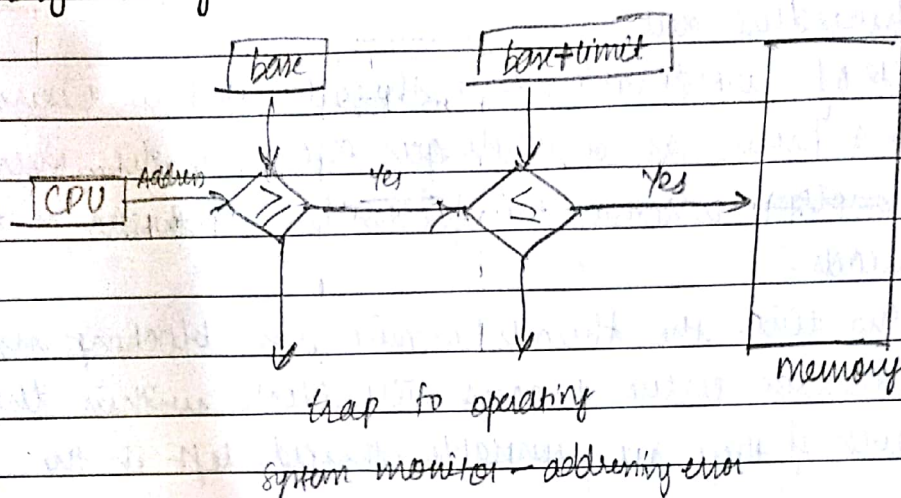 base
base+limit
CPU
Address
≥
Yes
≤
Yes
memory
trap to operating
system monitor - addressing error